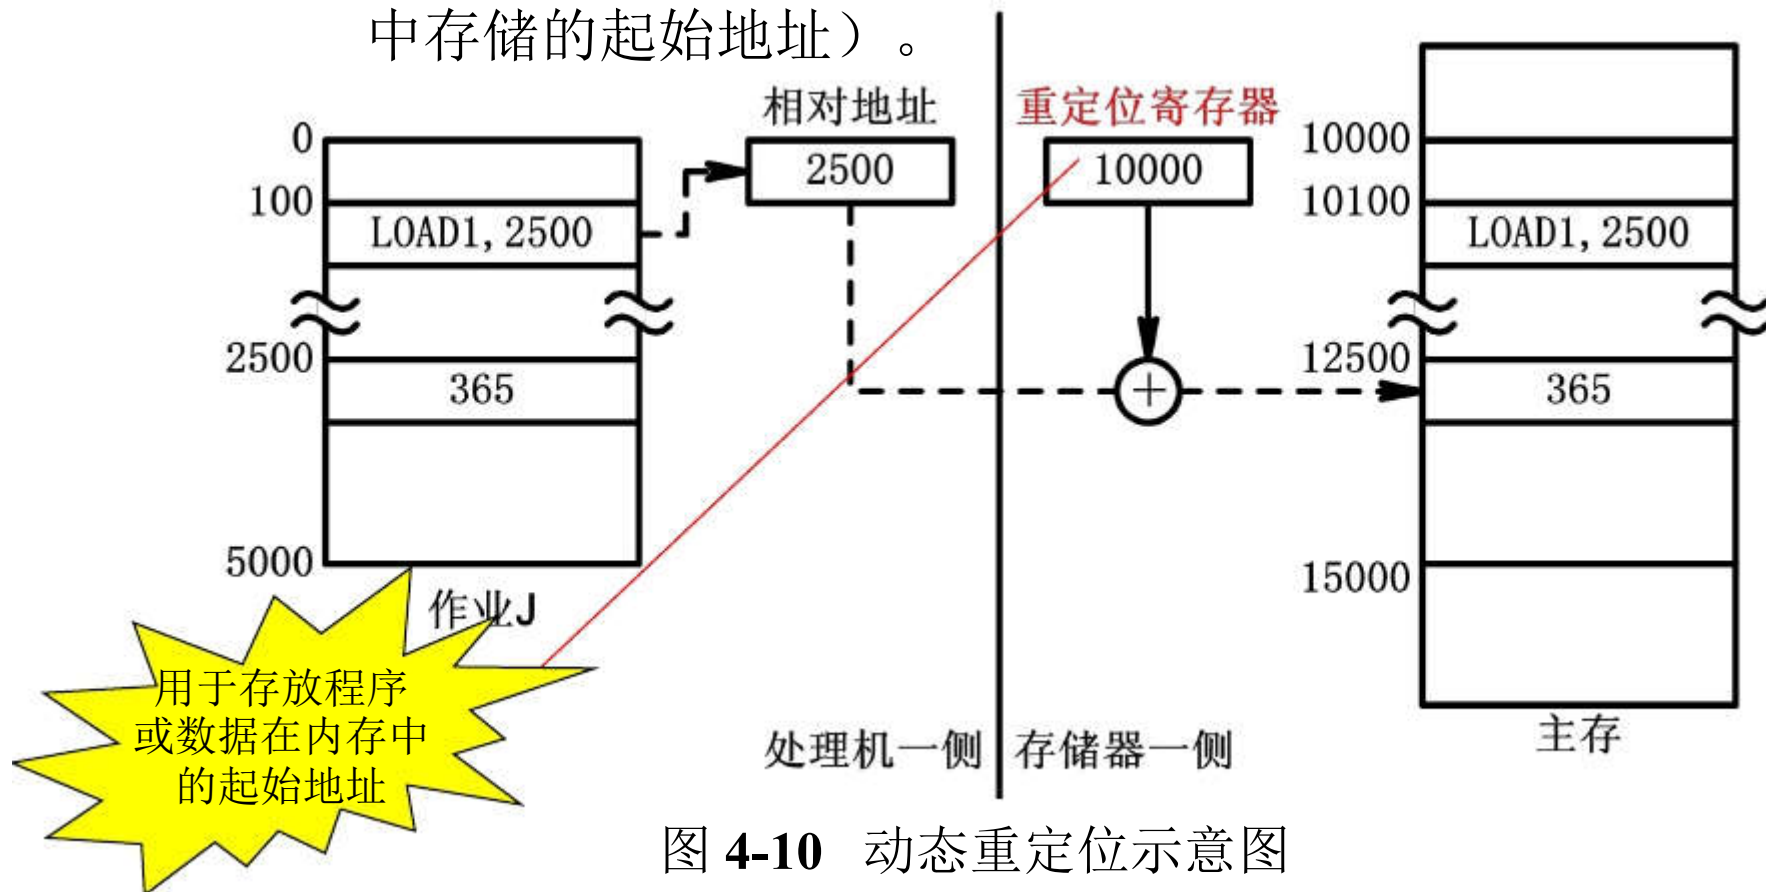 中存储的起始地址）。
相对地址
重定位寄存器
0
2500
10000
10000
100
LOAD1,2500
10100
LOAD1,2500
2500
365
12500
365
5000
15000
作业J
用于存放程序
或数据在内存中
的起始地址
处理机一侧
存储器一侧
主存
图 4-10 动态重定位示意图